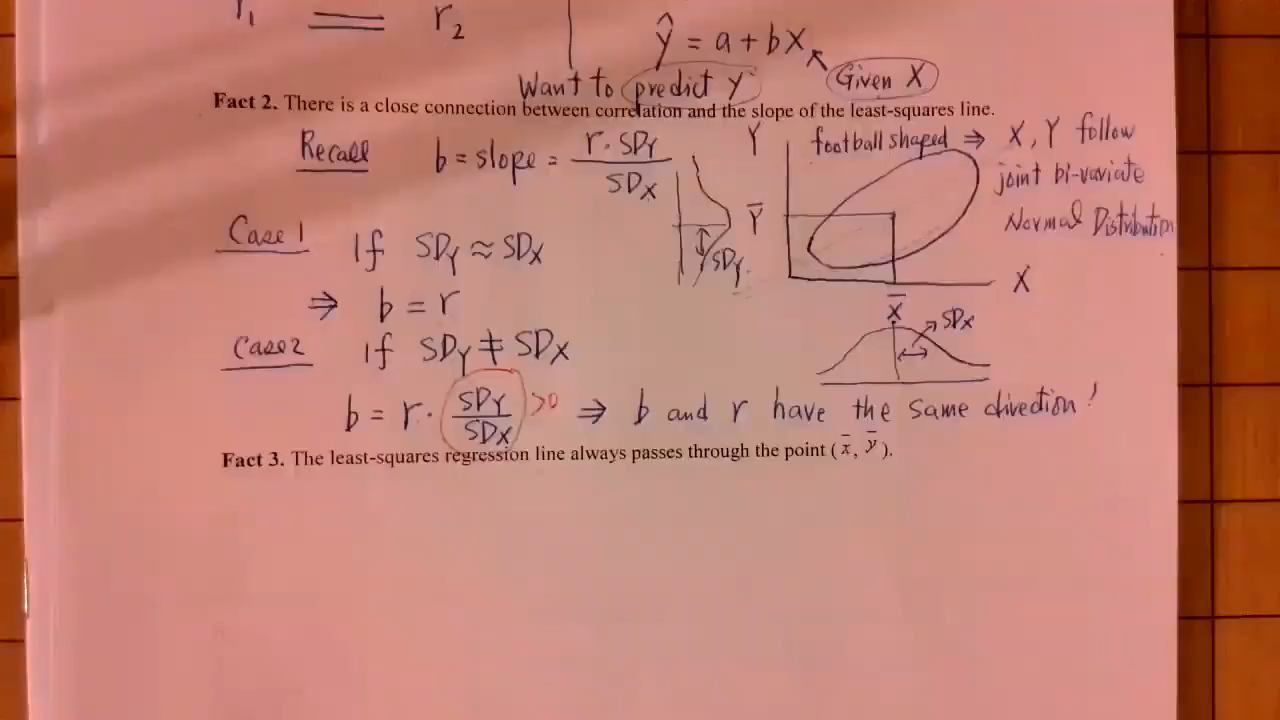 r₁ = r₂
ŷ = a + bX
Want to predict Y Given X
Fact 2. There is a close connection between correlation and the slope of the least-squares line.
Recall b = slope = r · SDY / SDX
Y football shaped ⇒ X, Y follow
joint bi-variate
Normal Distribution
Ȳ
SDY
X
X̄
SDX
Case 1 If SDY ≈ SDX
⇒ b = r
Case 2 If SDY ≠ SDX
b = r · SDY / SDX >0 ⇒ b and r have the same direction!
Fact 3. The least-squares regression line always passes through the point (x̄, ȳ).